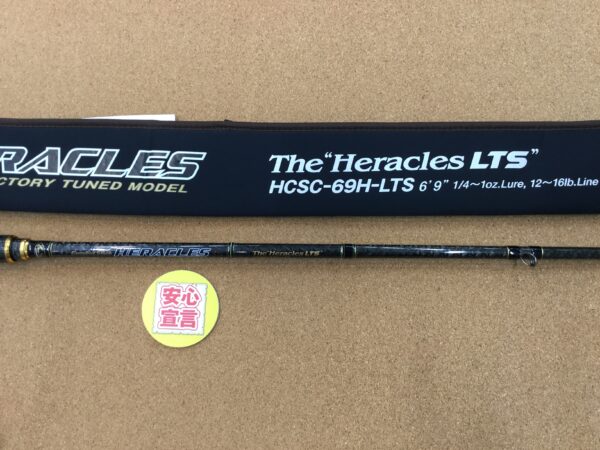 RACLES
CTORY TUNED MODEL
The "Heracles LTS"
HCSC-69H-LTS 6'9" 1/4〜1oz.Lure, 12〜16lb.Line
HERACLES
The "Heracles LTS"
安心
宣言